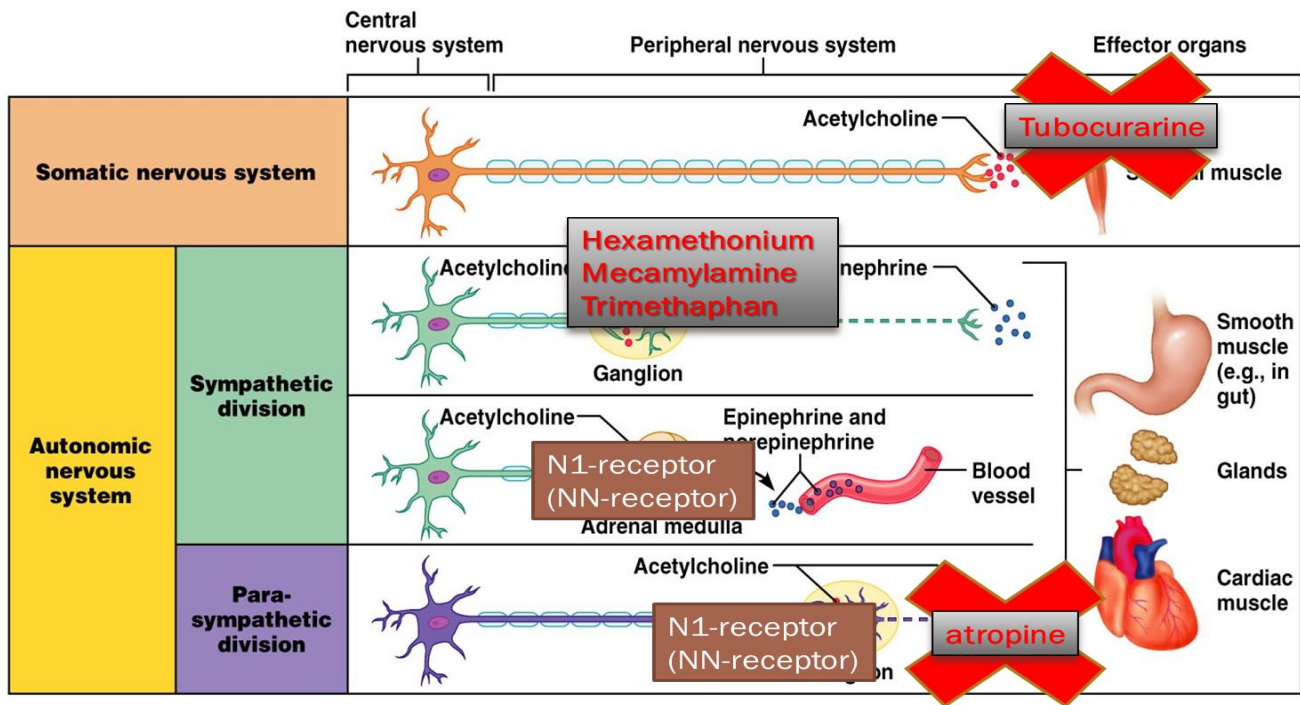 Central
nervous system
Peripheral nervous system
Effector organs
Somatic nervous system
Acetylcholine
Tubocurarine
S al muscle
Autonomic
nervous
system
Sympathetic
division
Acetylcholine
Hexamethonium
Mecamylamine
Trimethaphan
nephrine
Ganglion
Smooth
muscle
(e.g., in
gut)
Acetylcholine
Epinephrine and
norepinephrine
N1-receptor
(NN-receptor)
Adrenal medulla
Blood
vessel
Glands
Para-
sympathetic
division
Acetylcholine
N1-receptor
(NN-receptor)
on
atropine
Cardiac
muscle